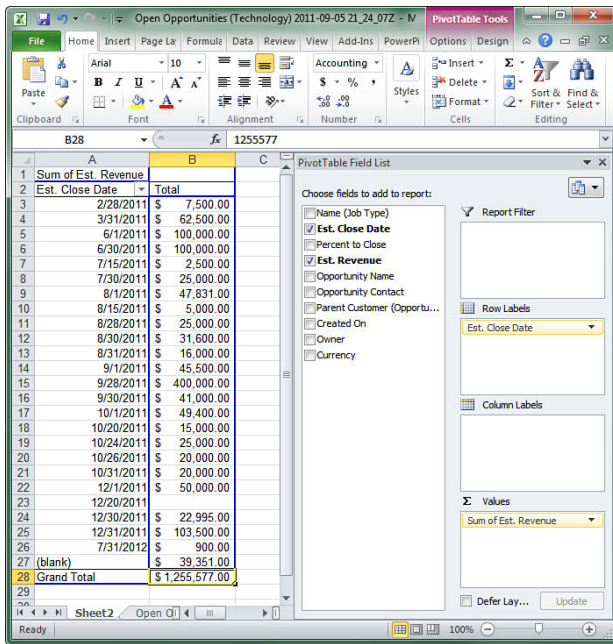 Open Opportunities (Technology) 2011-09-05 21_24_07Z - M
PivotTable Tools
File Home Insert Page La Formula Data Review View Add-Ins PowerPi Options Design
Paste
Arial 10
B I U A A
Accounting
$ % ,
Styles
Insert
Delete
Format
Sort & Filter
Find & Select
Clipboard Font Alignment Number Cells Editing
B28 fx 1255577
A B C
1 Sum of Est. Revenue
2 Est. Close Date Total
3 2/28/2011 $ 7,500.00
4 3/31/2011 $ 62,500.00
5 6/1/2011 $ 100,000.00
6 6/30/2011 $ 100,000.00
7 7/15/2011 $ 2,500.00
8 7/30/2011 $ 25,000.00
9 8/1/2011 $ 47,831.00
10 8/15/2011 $ 5,000.00
11 8/28/2011 $ 25,000.00
12 8/30/2011 $ 31,600.00
13 8/31/2011 $ 16,000.00
14 9/1/2011 $ 45,500.00
15 9/28/2011 $ 400,000.00
16 9/30/2011 $ 41,000.00
17 10/1/2011 $ 49,400.00
18 10/20/2011 $ 15,000.00
19 10/24/2011 $ 25,000.00
20 10/26/2011 $ 20,000.00
21 10/31/2011 $ 20,000.00
22 12/1/2011 $ 50,000.00
23 12/20/2011
24 12/30/2011 $ 22,995.00
25 12/31/2011 $ 103,500.00
26 7/31/2012 $ 900.00
27 (blank) $ 39,351.00
28 Grand Total $ 1,255,577.00
29
PivotTable Field List
Choose fields to add to report:
Name (Job Type)
Est. Close Date
Percent to Close
Est. Revenue
Opportunity Name
Opportunity Contact
Parent Customer (Opportu...
Created On
Owner
Currency
Report Filter
Row Labels
Est. Close Date
Column Labels
Σ Values
Sum of Est. Revenue
Defer Lay... Update
Sheet2 Open O
Ready 100%